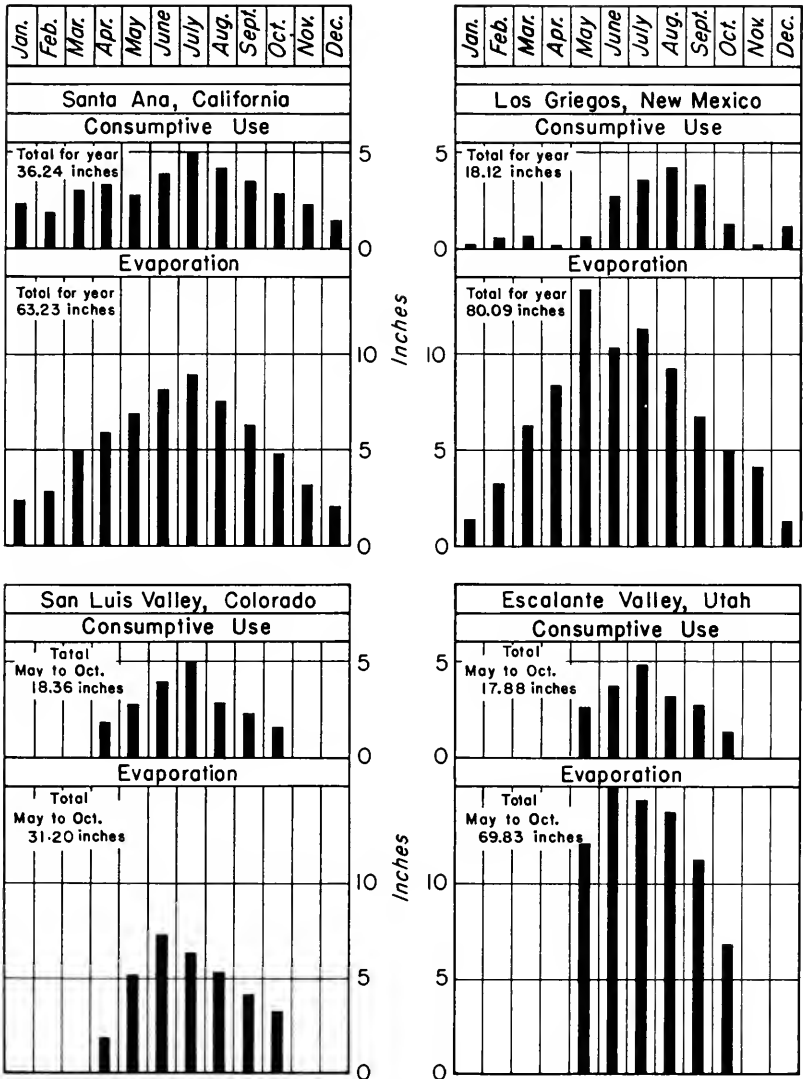 Jan. Feb. Mar. Apr. May June July Aug. Sept. Oct. Nov. Dec.
Santa Ana, California
Consumptive Use
Total for year
36.24 inches
5
0
Evaporation
Total for year
63.23 inches
10
5
0
Inches
Jan. Feb. Mar. Apr. May June July Aug. Sept. Oct. Nov. Dec.
Los Griegos, New Mexico
Consumptive Use
5
Total for year
18.12 inches
0
Evaporation
Total for year
80.09 inches
10
5
0
San Luis Valley, Colorado
Consumptive Use
Tatal
May to Oct.
18.36 inches
5
0
Evaporation
Total
May to Oct.
31.20 inches
10
5
0
Inches
Escalante Valley, Utah
Consumptive Use
5
Total
May to Oct.
17.88 inches
0
Evaporation
Total
May to Oct.
69.83 inches
10
5
0